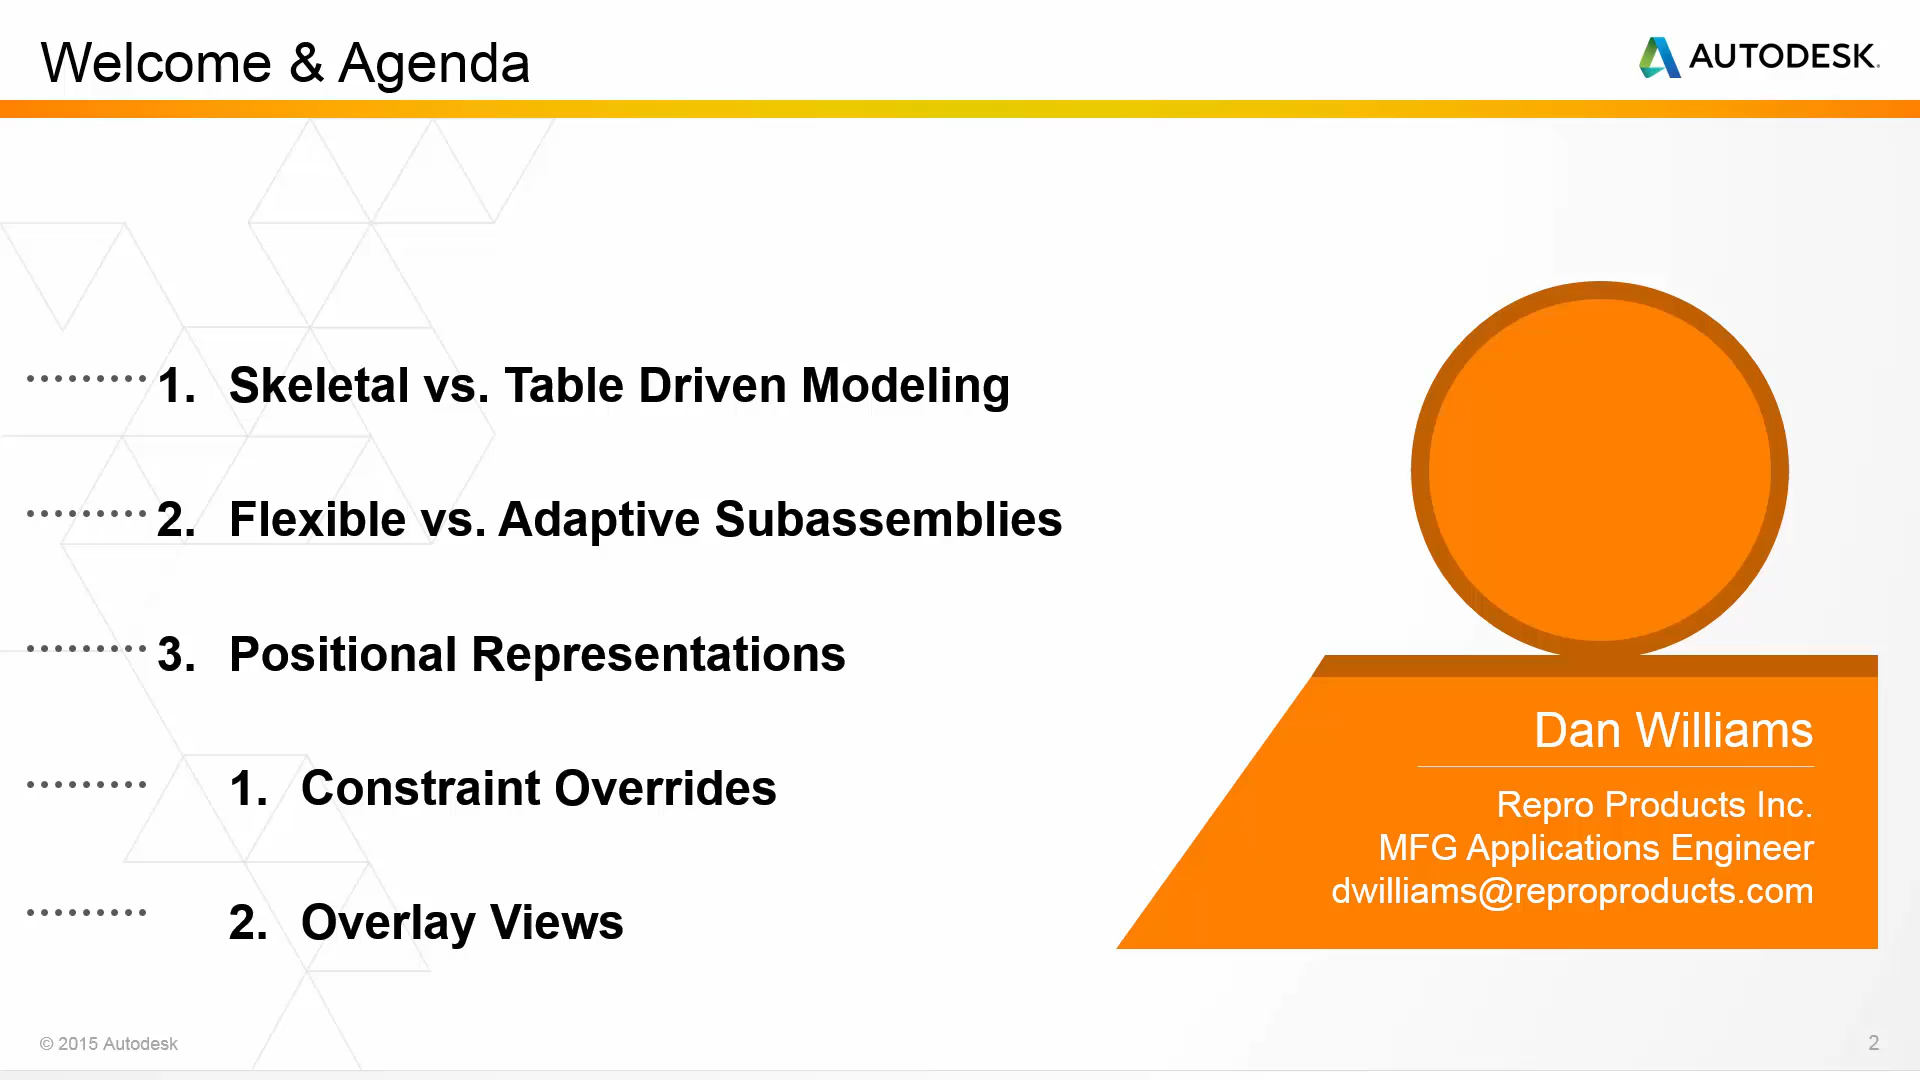 Welcome & Agenda
AUTODESK.
1. Skeletal vs. Table Driven Modeling
2. Flexible vs. Adaptive Subassemblies
3. Positional Representations
1. Constraint Overrides
2. Overlay Views
Dan Williams
Repro Products Inc.
MFG Applications Engineer
dwilliams@reproproducts.com
© 2015 Autodesk
2